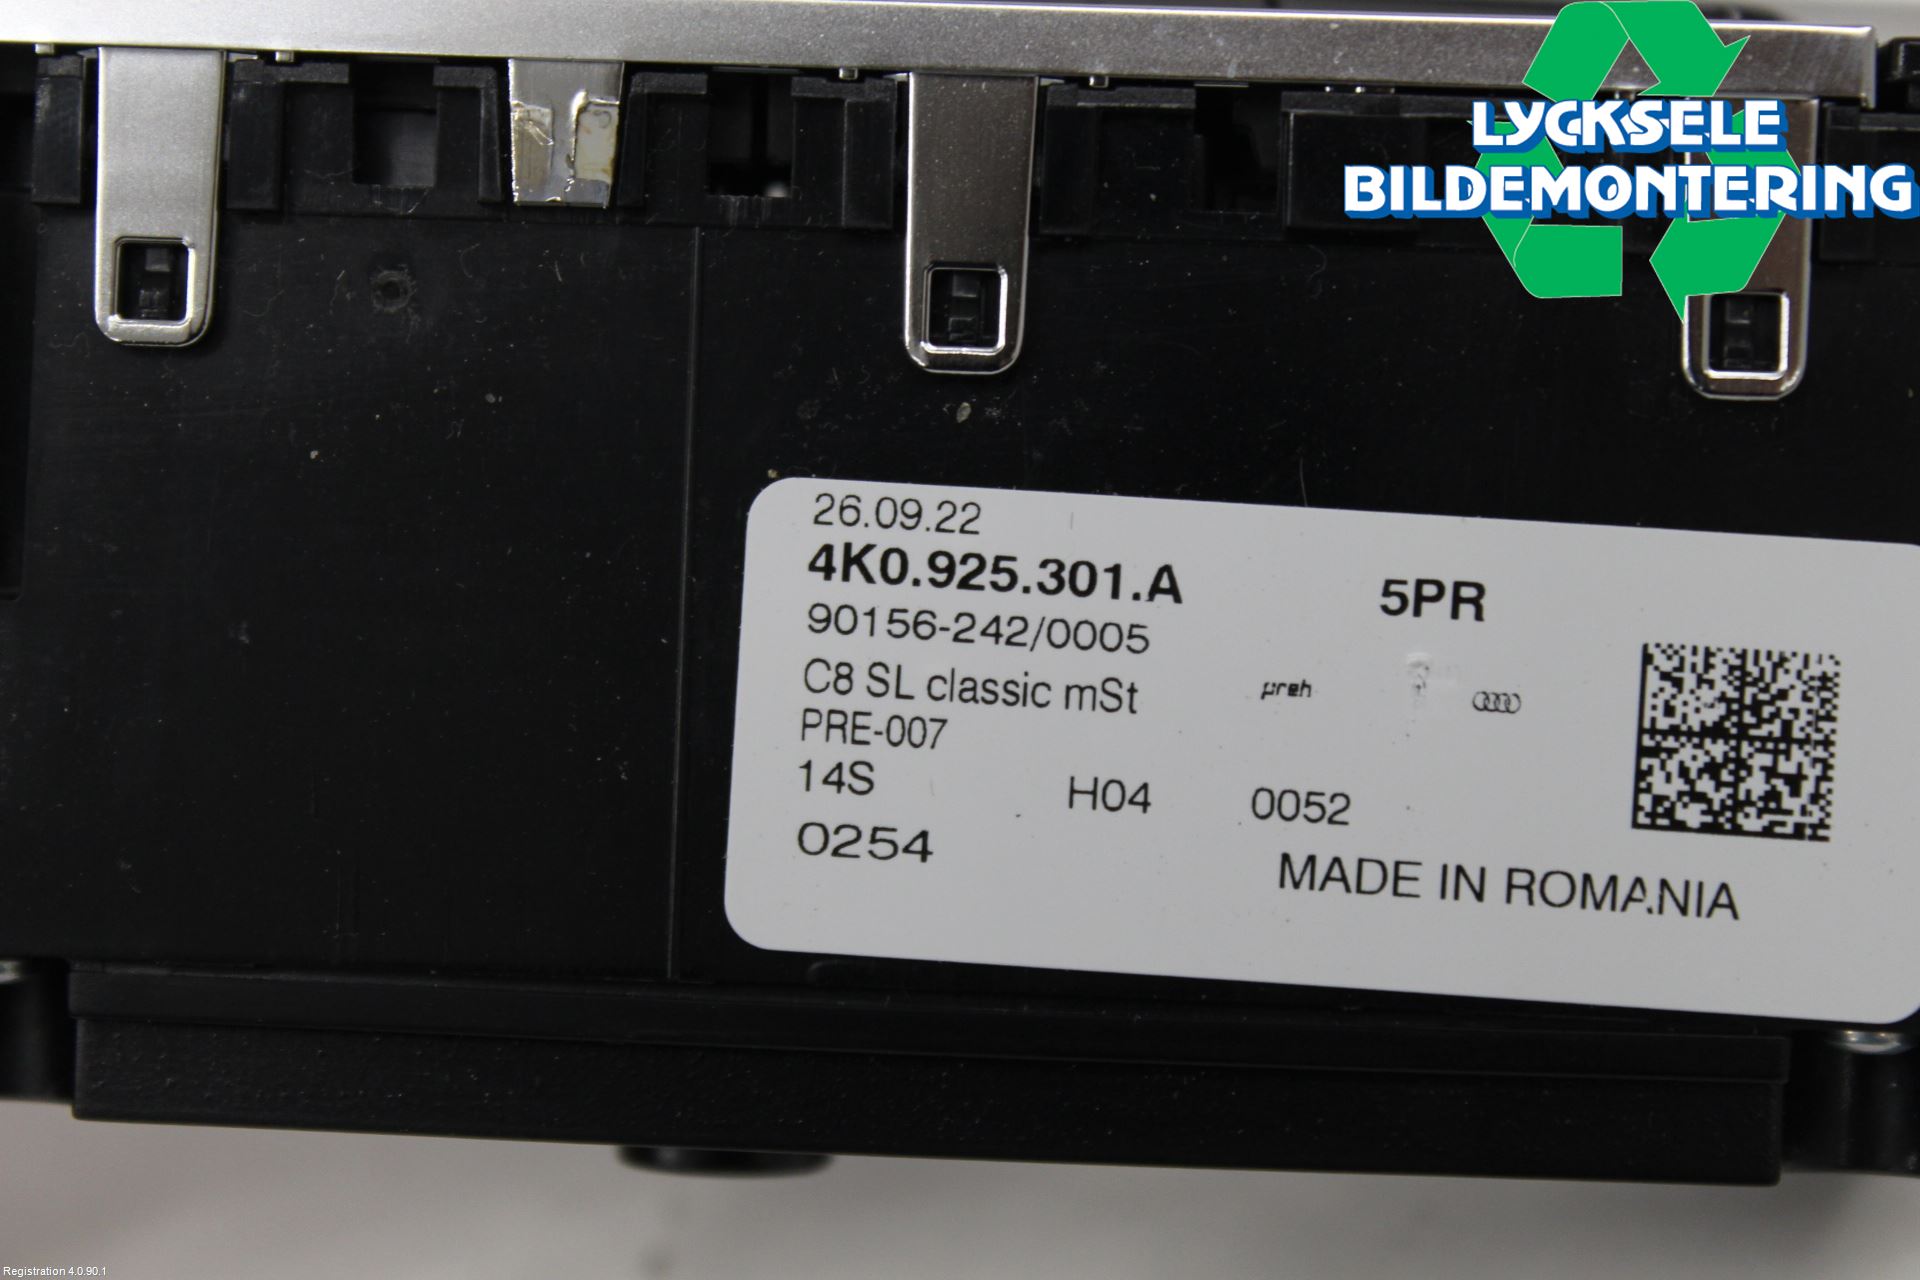 LYCKSELE
BILDEMONTERING
26.09.22
4K0.925.301.A 5PR
90156-242/0005
C8 SL classic mSt preh
PRE-007
14S H04 0052
0254
MADE IN ROMANIA
Registration 4.0.90.1